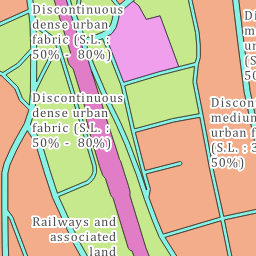 Discontinuous
dense urban
fabric (S.L. :
50% - 80%)
Discontinuous
dense urban
fabric (S.L. :
50% - 80%)
Discon
medium
urban f
(S.L. : 3
50%)
Railways and
associated
land